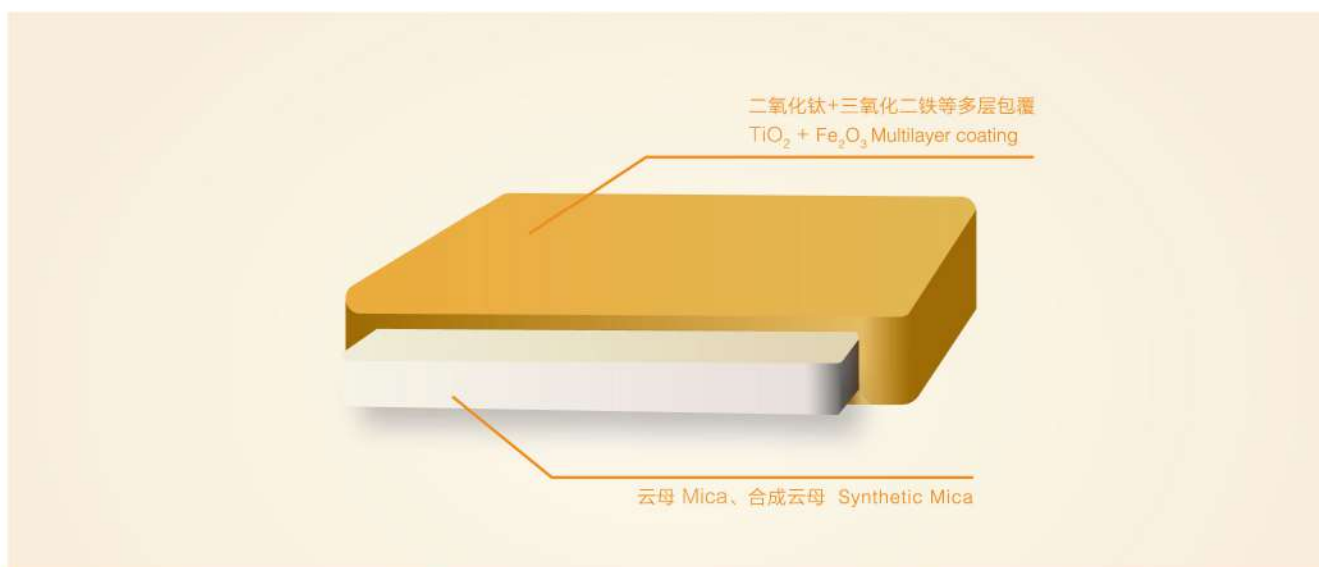 二氧化钛+三氧化二铁等多层包覆
TiO₂ + Fe₂O₃ Multilayer coating
云母 Mica、合成云母 Synthetic Mica